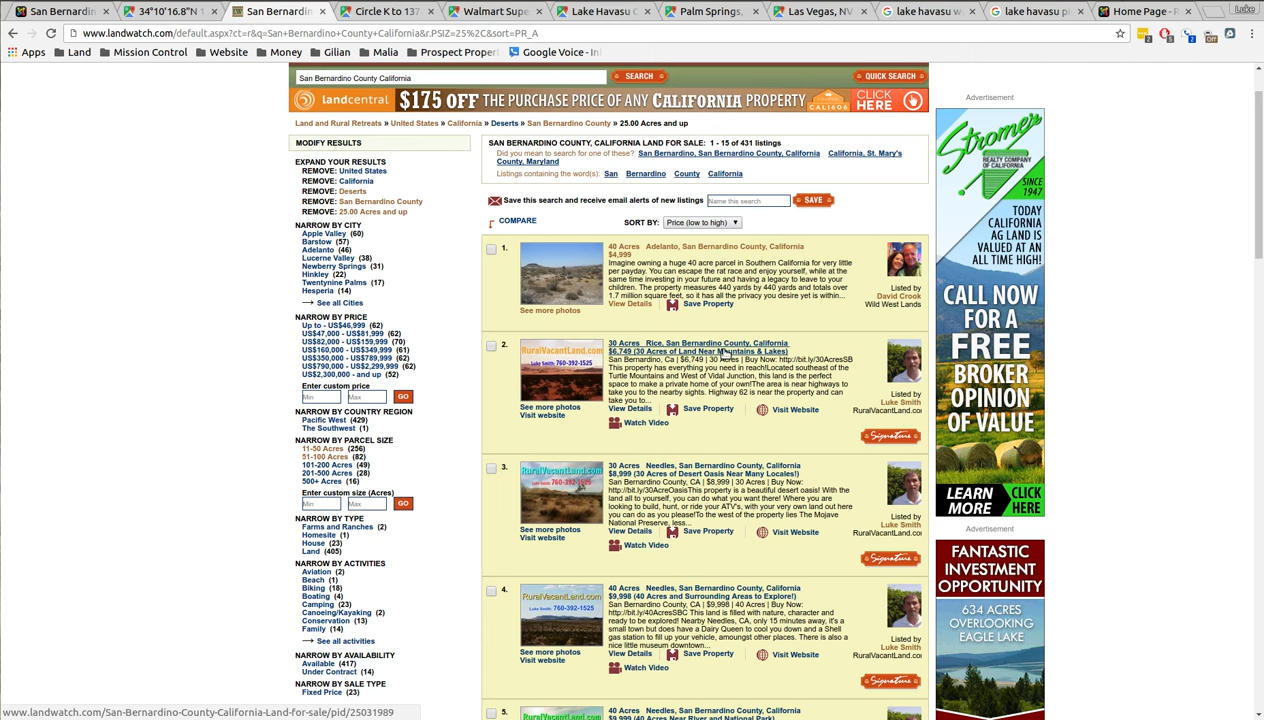 San Bernardin
34°10'16.8"N 1
San Bernardin
Circle K to 137
Walmart Supe
Lake Havasu C
Palm Springs,
Las Vegas, NV
lake havasu w
lake havasu pi
Home Page - R
Luke
www.landwatch.com/default.aspx?ct=r&q=San+Bernardino+County+California&r.PSIZ=25%2C&sort=PR_A
Apps Land Mission Control Website Money Gilian Malia Prospect Propert Google Voice - Inl
San Bernardino County California
SEARCH
QUICK SEARCH
landcentral $175 OFF THE PURCHASE PRICE OF ANY CALIFORNIA PROPERTY CALI606 CLICK HERE
Land and Rural Retreats » United States » California » Deserts » San Bernardino County » 25.00 Acres and up
MODIFY RESULTS
EXPAND YOUR RESULTS
REMOVE: United States
REMOVE: California
REMOVE: Deserts
REMOVE: San Bernardino County
REMOVE: 25.00 Acres and up
NARROW BY CITY
Apple Valley (60)
Barstow (57)
Adelanto (46)
Lucerne Valley (38)
Newberry Springs (31)
Hinkley (22)
Twentynine Palms (17)
Hesperia (14)
See all Cities
NARROW BY PRICE
Up to - US$46,999 (62)
US$47,000 - US$81,999 (62)
US$82,000 - US$159,999 (70)
US$160,000 - US$349,999 (61)
US$350,000 - US$789,999 (62)
US$790,000 - US$2,299,999 (62)
US$2,300,000 - and up (52)
Enter custom price
Min Max GO
NARROW BY COUNTRY REGION
Pacific West (429)
The Southwest (1)
NARROW BY PARCEL SIZE
11-50 Acres (256)
51-100 Acres (82)
101-200 Acres (49)
201-500 Acres (28)
500+ Acres (16)
Enter custom size (Acres)
Min Max GO
NARROW BY TYPE
Farms and Ranches (2)
Homesite (1)
House (23)
Land (405)
NARROW BY ACTIVITIES
Aviation (2)
Beach (1)
Biking (18)
Boating (4)
Camping (23)
Canoeing/Kayaking (2)
Conservation (13)
Family (14)
See all activities
NARROW BY AVAILABILITY
Available (417)
Under Contract (14)
NARROW BY SALE TYPE
Fixed Price (23)
SAN BERNARDINO COUNTY, CALIFORNIA LAND FOR SALE: 1 - 15 of 431 listings
Did you mean to search for one of these? San Bernardino, San Bernardino County, California California, St. Mary's
County, Maryland
Listings containing the word(s): San Bernardino County California
Save this search and receive email alerts of new listings Name this search SAVE
COMPARE SORT BY: Price (low to high)
1.
40 Acres Adelanto, San Bernardino County, California
$4,999
Imagine owning a huge 40 acre parcel in Southern California for very little
per payday. You can escape the rat race and enjoy yourself, while at the
same time investing in your future and having a legacy to leave to your
children. The property measures 440 yards by 440 yards and totals over
1.7 million square feet, so it has all the privacy you desire yet is within...
View Details Save Property
See more photos
Listed by
David Crook
Wild West Lands
2.
RuralVacantLand.com
Luke Smith 760-392-1525
30 Acres Rice, San Bernardino County, California
$6,749 (30 Acres of Land Near Mountains & Lakes)
San Bernardino, Ca | $6,749 | 30 Acres | Buy Now: http://bit.ly/30AcresSB
This property has everything you need in reach!Located southeast of the
Turtle Mountains and West of Vidal Junction, this land is the perfect
space to make a private home of your own!The area is near highways to
take you to the nearby sights. Highway 62 is near the property and can
take you to...
View Details Save Property Visit Website
Watch Video
See more photos
Visit website
Listed by
Luke Smith
RuralVacantLand.co
Signature
3.
RuralVacantLand.com
Luke Smith: 760-392-1525
30 Acres Needles, San Bernardino County, California
$8,999 (30 Acres of Desert Oasis Near Many Locales!)
San Bernardino County, CA | $8,999 | 30 Acres | Buy Now:
http://bit.ly/30AcreOasisThis property is a beautiful desert oasis! With the
land all to yourself, you can do what you want there! Where you are
looking to build, hunt, or ride your ATV's, with your very own land out here
you can do as you please!To the west of the property lies The Mojave
National Preserve, less...
View Details Save Property Visit Website
Watch Video
See more photos
Visit website
Listed by
Luke Smith
RuralVacantLand.co
Signature
4.
RuralVacantLand.com
Luke Smith: 760-392-1525
40 Acres Needles, San Bernardino County, California
$9,998 (40 Acres and Surrounding Areas to Explore!)
San Bernardino County, CA | $9,998 | 40 Acres | Buy Now:
http://bit.ly/40AcresSBC This land is filled with nature, character and
ready to be explored! Nearby Needles, CA, only 15 minutes away, it's a
small town but does have a Dairy Queen to cool you down and a Shell
gas station to fill up your vehicle, amoungst other places. There is also a
nice little museum downtown...
View Details Save Property Visit Website
Watch Video
See more photos
Visit website
Listed by
Luke Smith
RuralVacantLand.co
Signature
5.
40 Acres Needles, San Bernardino County, California
$9,999 (40 Acres Near River and National Park)
Advertisement
Stromer
REALTY COMPANY OF CALIFORNIA
SINCE 1947
TODAY
CALIFORNIA
AG LAND IS
VALUED AT AN
ALL TIME HIGH!
CALL NOW
FOR A
FREE
BROKER
OPINION
OF VALUE
LEARN MORE CLICK HERE
Advertisement
FANTASTIC
INVESTMENT
OPPORTUNITY
634 ACRES
OVERLOOKING
EAGLE LAKE
www.landwatch.com/San-Bernardino-County-California-Land-for-sale/pid/25031989